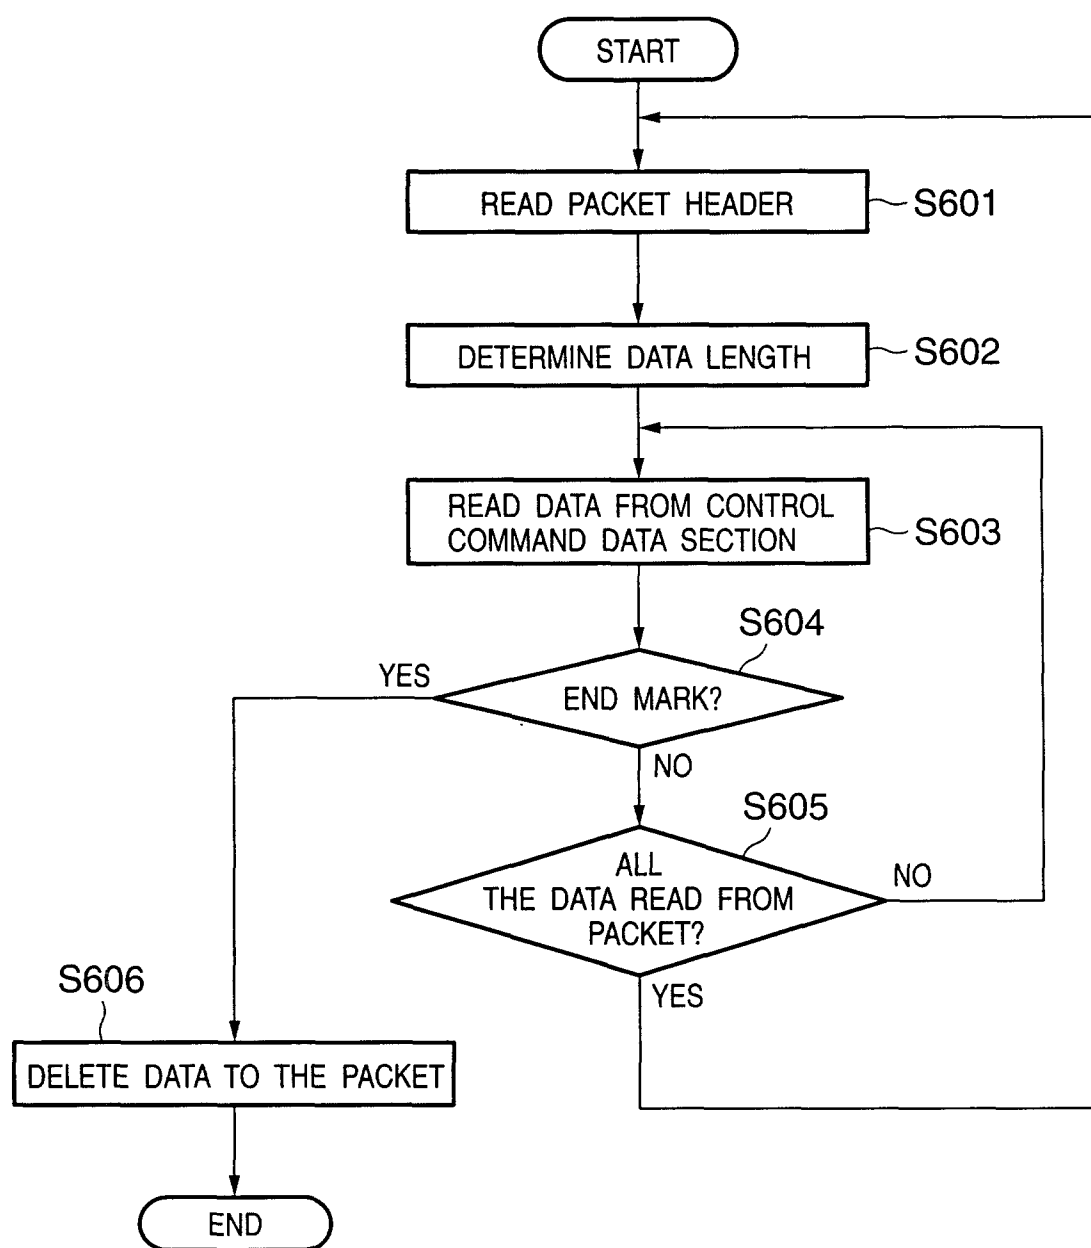 START
READ PACKET HEADER
S601
DETERMINE DATA LENGTH
S602
READ DATA FROM CONTROL
COMMAND DATA SECTION
S603
S604
YES
END MARK?
NO
S605
ALL
THE DATA READ FROM
PACKET?
NO
YES
S606
DELETE DATA TO THE PACKET
END